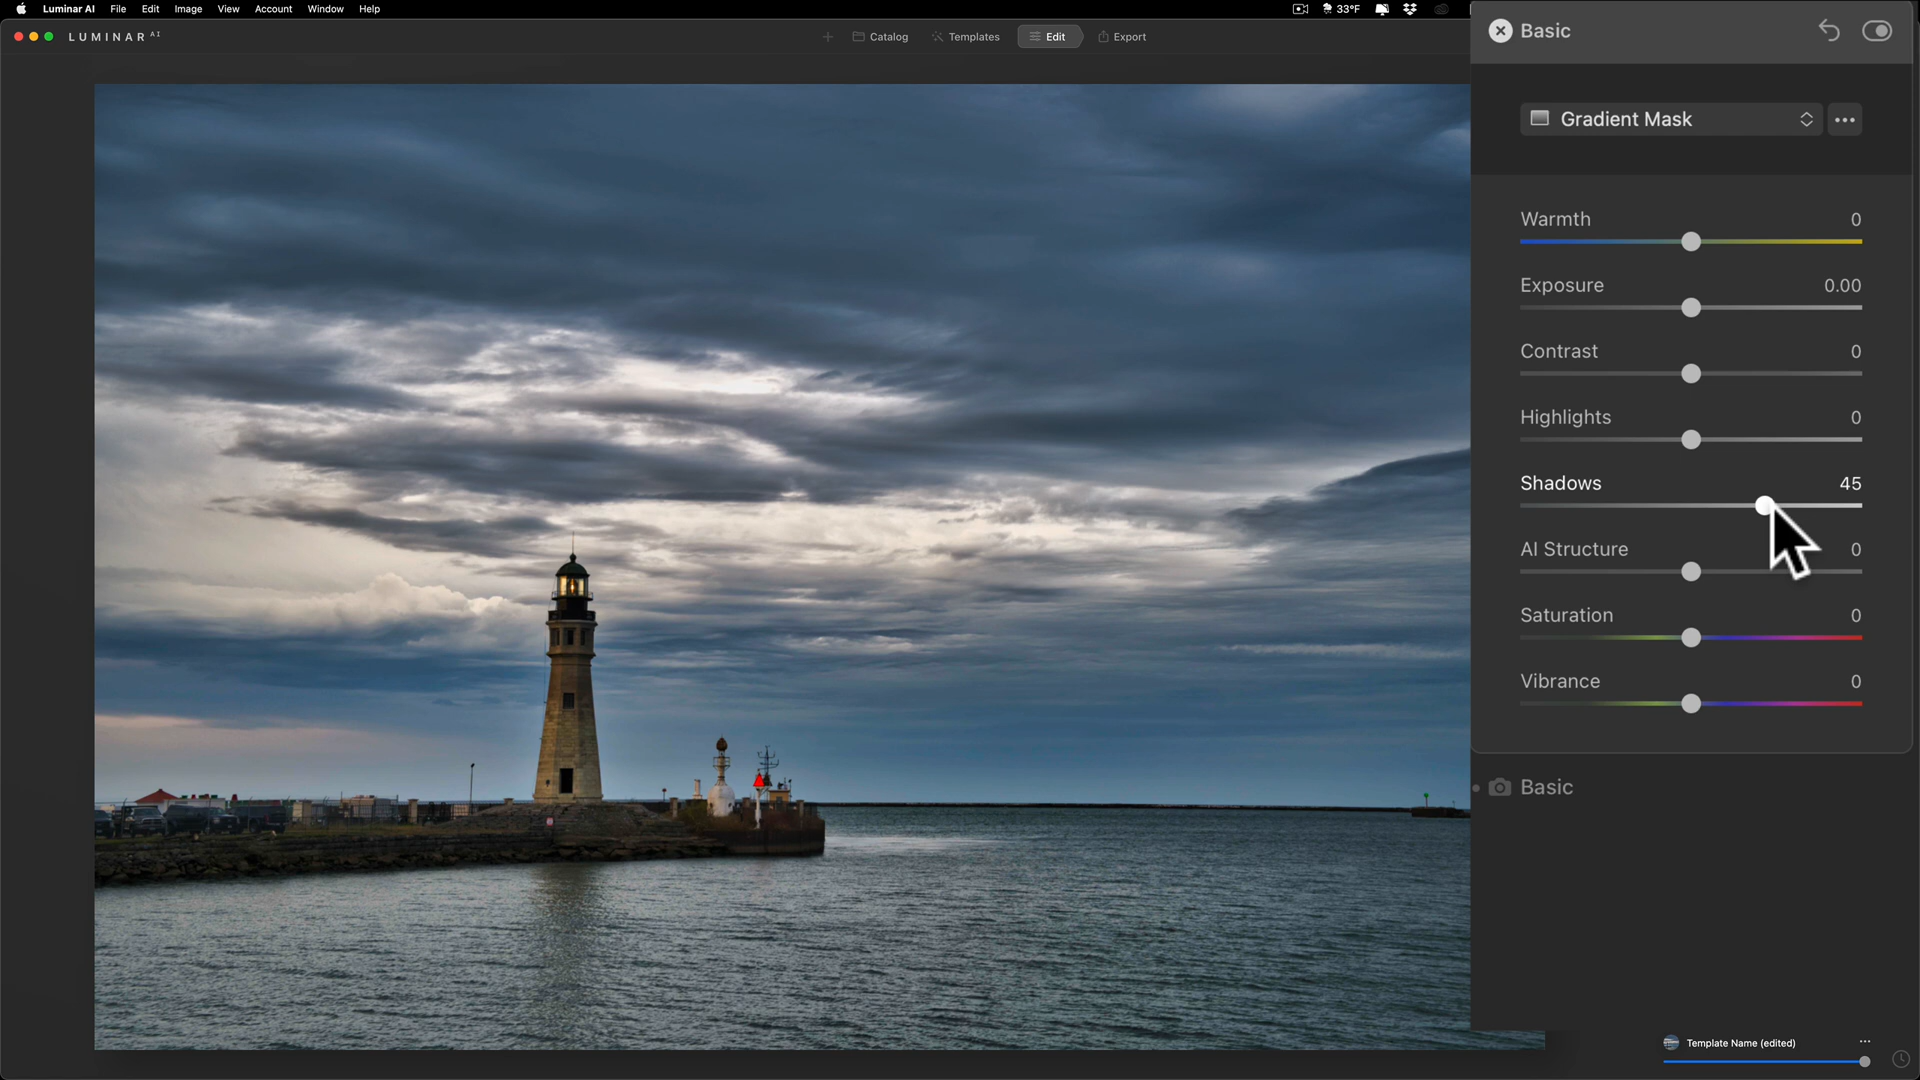 Luminar AI File Edit Image View Account Window Help 33°F
LUMINAR AI
Catalog Templates Edit Export
Basic
Gradient Mask
Warmth 0
Exposure 0.00
Contrast 0
Highlights 0
Shadows 45
AI Structure 0
Saturation 0
Vibrance 0
Basic
Template Name (edited)